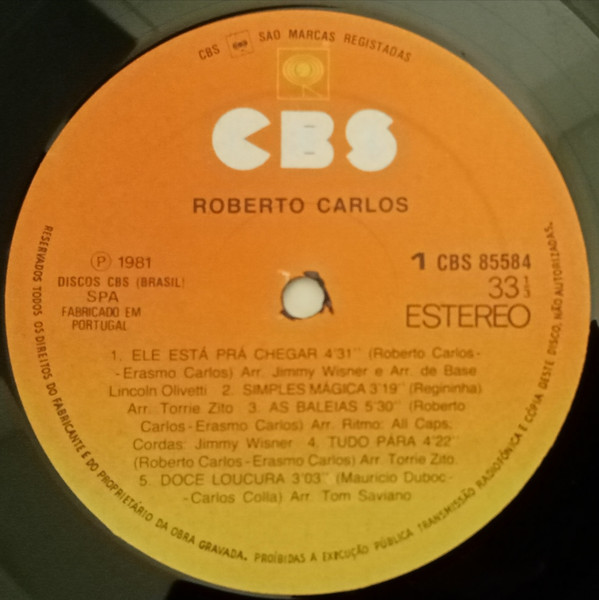 CBS SÃO MARCAS REGISTADAS
CBS
ROBERTO CARLOS
Ⓟ 1981
DISCOS CBS (BRASIL)
SPA
FABRICADO EM
PORTUGAL
1 CBS 85584
33 1/3
ESTEREO
1. ELE ESTÁ PRÁ CHEGAR 4'31'' (Roberto Carlos-
-Erasmo Carlos) Arr. Jimmy Wisner e Arr. de Base
Lincoln Olivetti 2. SIMPLES MÁGICA 3'19'' (Regininha)
Arr. Torrie Zito 3. AS BALEIAS 5'30'' (Roberto
Carlos-Erasmo Carlos) Arr. Ritmo: All Caps,
Cordas: Jimmy Wisner 4. TUDO PÁRA 4'22''
(Roberto Carlos-Erasmo Carlos) Arr. Torrie Zito
5. DOCE LOUCURA 3'03'' (Mauricio Duboc-
-Carlos Colla) Arr. Tom Saviano
RESERVADOS TODOS OS DIREITOS DO FABRICANTE E DO PROPRIETÁRIO DA OBRA GRAVADA. PROIBIDAS A EXECUÇÃO PÚBLICA TRANSMISSÃO RADIOFÓNICA E CÓPIA DESTE DISCO, NÃO AUTORIZADAS.